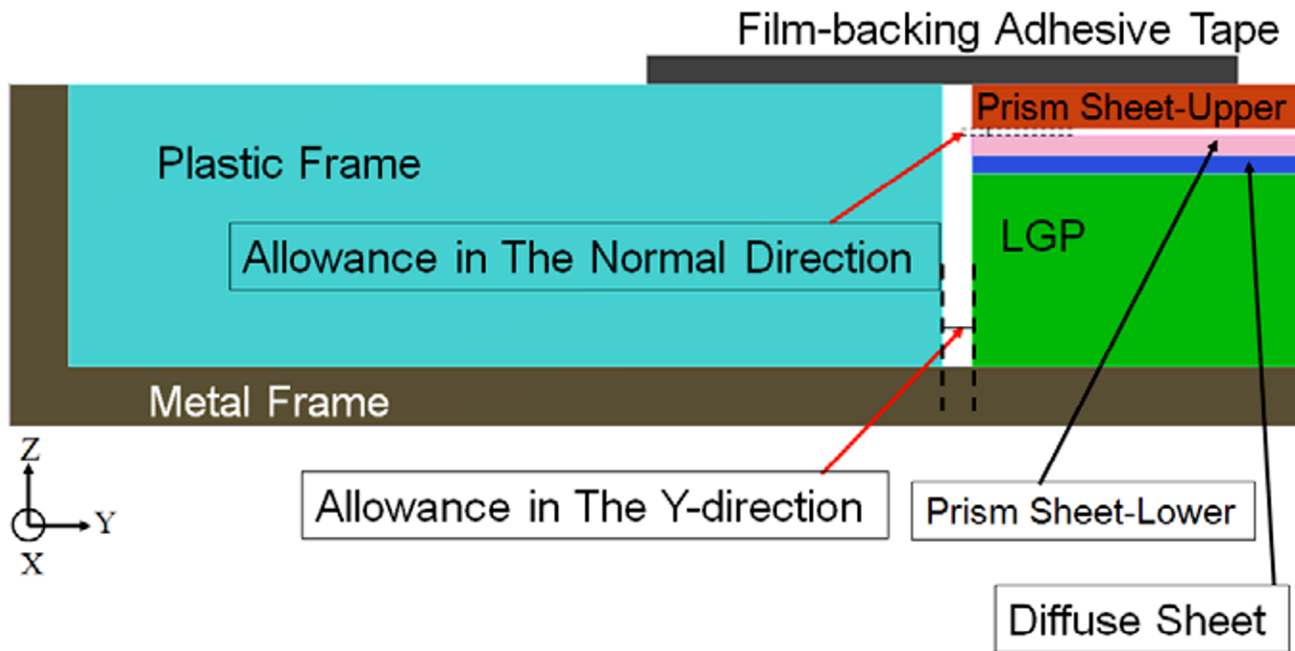 Film-backing Adhesive Tape
Prism Sheet-Upper
Plastic Frame
Allowance in The Normal Direction
LGP
Metal Frame
Z
Y
X
Allowance in The Y-direction
Prism Sheet-Lower
Diffuse Sheet